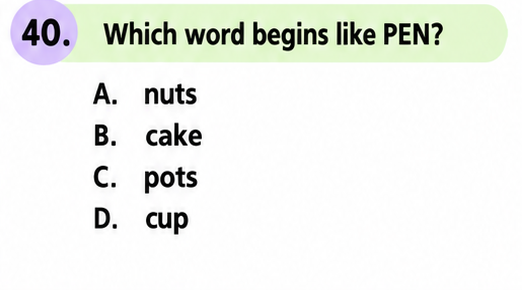 40. Which word begins like PEN?
A. nuts
B. cake
C. pots
D. cup